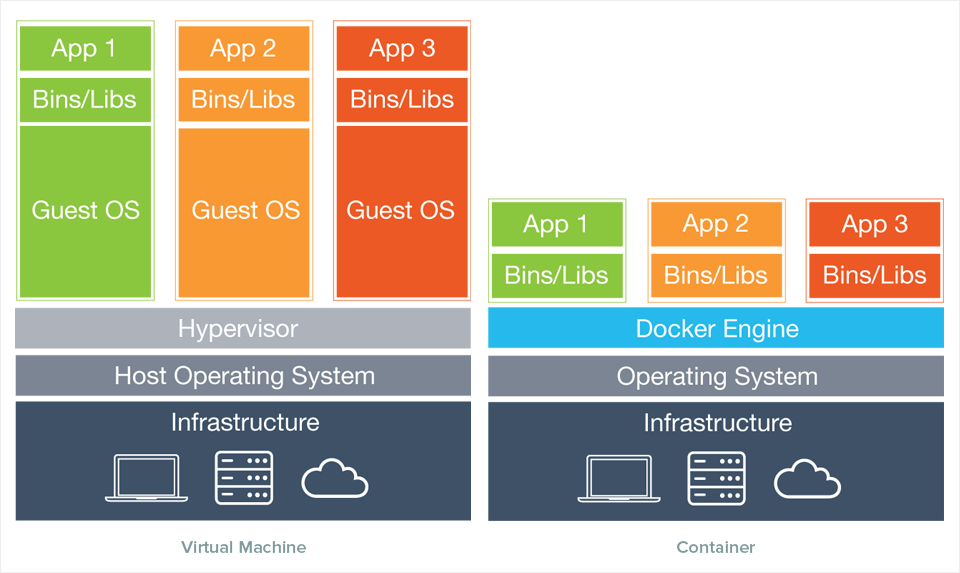 App 1
App 2
App 3
Bins/Libs
Bins/Libs
Bins/Libs
Guest OS
Guest OS
Guest OS
Hypervisor
Host Operating System
Infrastructure
Virtual Machine
App 1
App 2
App 3
Bins/Libs
Bins/Libs
Bins/Libs
Docker Engine
Operating System
Infrastructure
Container